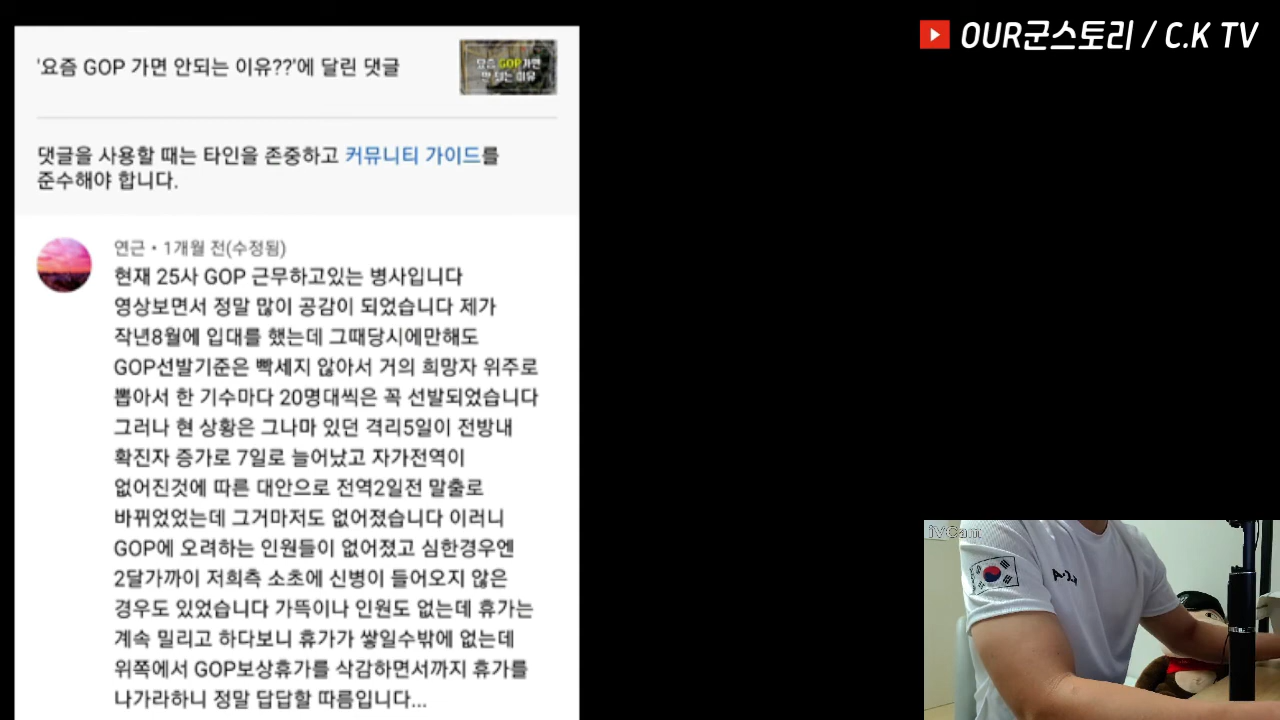 OUR군스토리 / C.K TV
'요즘 GOP 가면 안되는 이유??'에 달린 댓글
요즘 GOP가면
안 되는 이유
댓글을 사용할 때는 타인을 존중하고 커뮤니티 가이드를
준수해야 합니다.
연근 • 1개월 전(수정됨)
현재 25사 GOP 근무하고있는 병사입니다
영상보면서 정말 많이 공감이 되었습니다 제가
작년8월에 입대를 했는데 그때당시에만해도
GOP선발기준은 빡세지 않아서 거의 희망자 위주로
뽑아서 한 기수마다 20명대씩은 꼭 선발되었습니다
그러나 현 상황은 그나마 있던 격리5일이 전방내
확진자 증가로 7일로 늘어났고 자가전역이
없어진것에 따른 대안으로 전역2일전 말출로
바뀌었었는데 그거마저도 없어졌습니다 이러니
GOP에 오려하는 인원들이 없어졌고 심한경우엔
2달가까이 저희측 소초에 신병이 들어오지 않은
경우도 있었습니다 가뜩이나 인원도 없는데 휴가는
계속 밀리고 하다보니 휴가가 쌓일수밖에 없는데
위쪽에서 GOP보상휴가를 삭감하면서까지 휴가를
나가라하니 정말 답답할 따름입니다...
iVCam